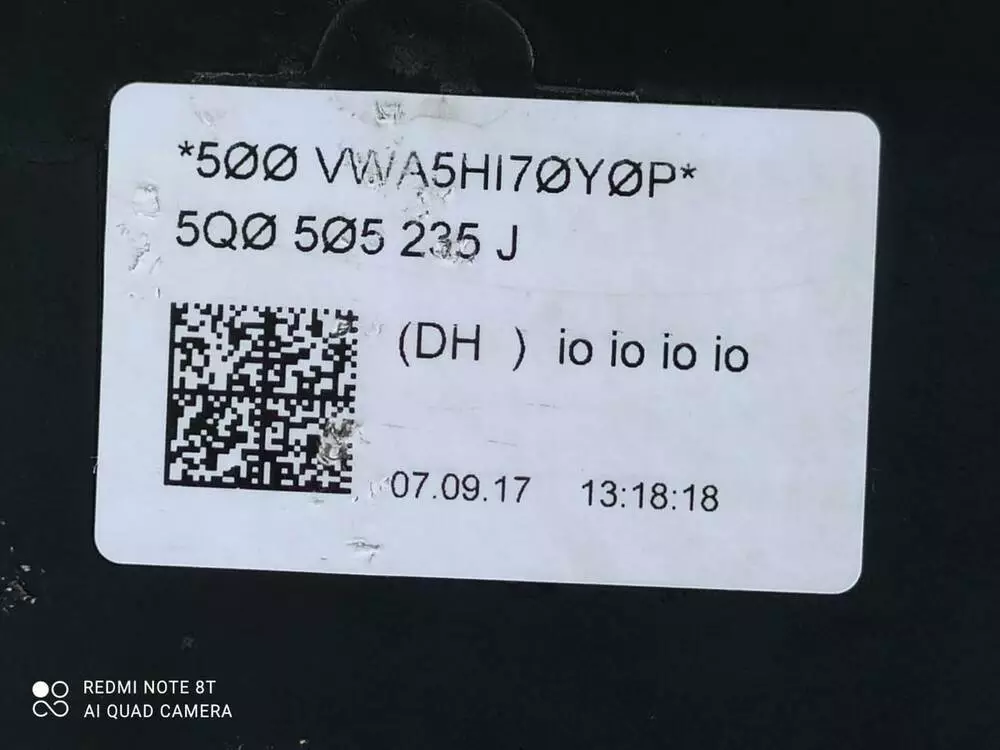 *5ØØ VWA5HI7ØYØP*
5QØ 5Ø5 235 J
(DH ) io io io io
07.09.17 13:18:18
REDMI NOTE 8T
AI QUAD CAMERA